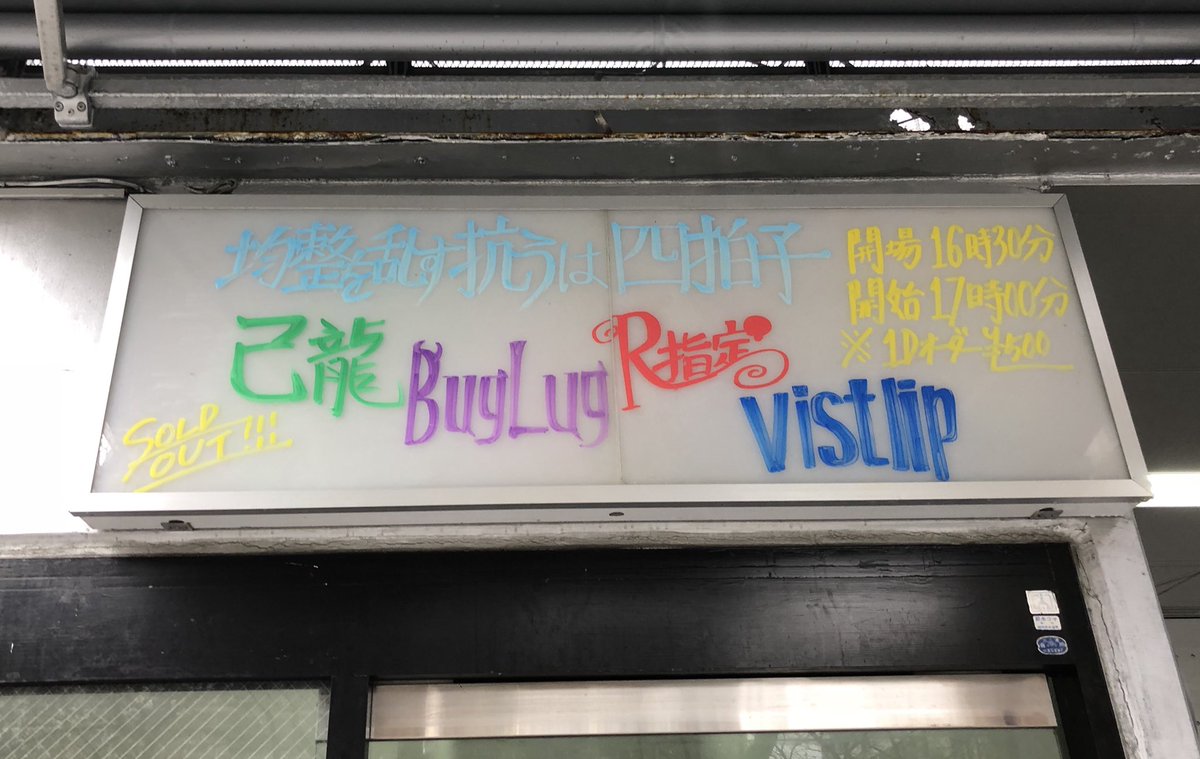 均整を乱す抗うは四拍子
開場 16時30分
開始 17時00分
※ 1Dオーダー¥500
己龍 BugLug R指定 vistlip
SOLD OUT!!!